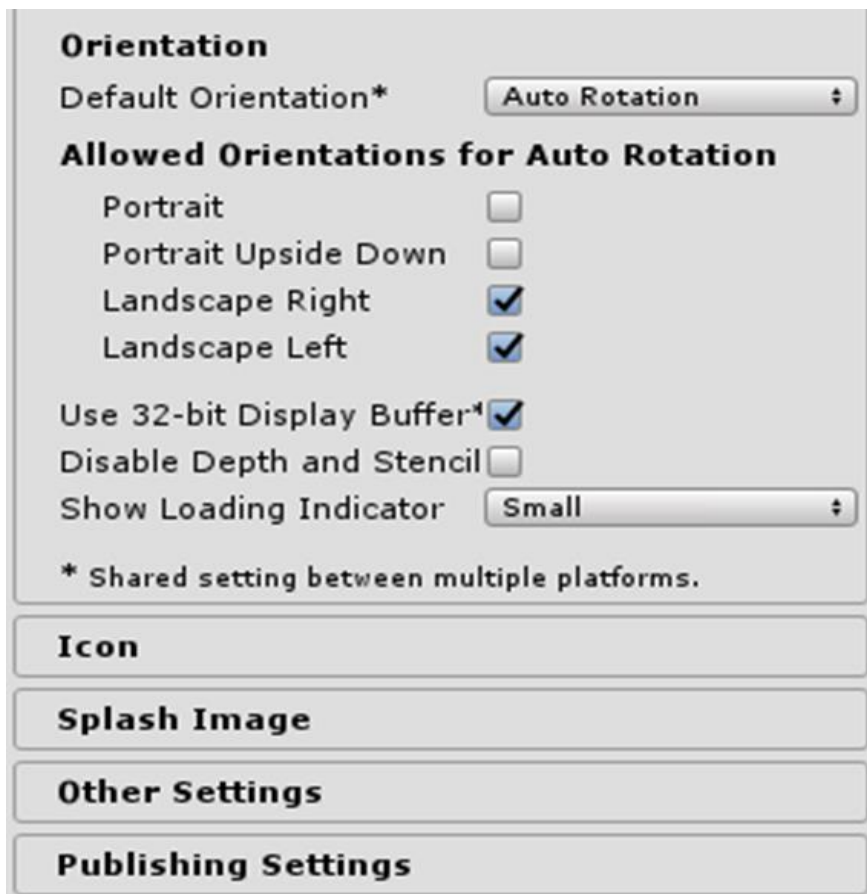 Orientation
Default Orientation* Auto Rotation
Allowed Orientations for Auto Rotation
Portrait
Portrait Upside Down
Landscape Right
Landscape Left
Use 32-bit Display Buffer*
Disable Depth and Stencil
Show Loading Indicator Small
* Shared setting between multiple platforms.
Icon
Splash Image
Other Settings
Publishing Settings